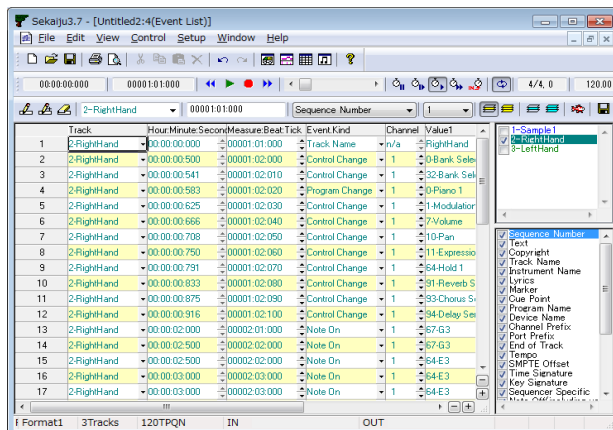 Sekaiju3.7 - [Untitled2:4(Event List)]
File Edit View Control Setup Window Help
00:00:00:000 00001:01:000 4/4, 0 120.00
2-RightHand 00001:01:000 Sequence Number 1
Track Hour:Minute:Second Measure:Beat:Tick Event Kind Channel Value1
1 2-RightHand 00:00:00:000 00001:01:000 Track Name n/a RightHand
2 2-RightHand 00:00:00:500 00001:02:000 Control Change 1 0-Bank Sele
3 2-RightHand 00:00:00:541 00001:02:010 Control Change 1 32-Bank Sel
4 2-RightHand 00:00:00:583 00001:02:020 Program Change 1 0-Piano 1
5 2-RightHand 00:00:00:625 00001:02:030 Control Change 1 1-Modulation
6 2-RightHand 00:00:00:666 00001:02:040 Control Change 1 7-Volume
7 2-RightHand 00:00:00:708 00001:02:050 Control Change 1 10-Pan
8 2-RightHand 00:00:00:750 00001:02:060 Control Change 1 11-Expressio
9 2-RightHand 00:00:00:791 00001:02:070 Control Change 1 64-Hold 1
10 2-RightHand 00:00:00:833 00001:02:080 Control Change 1 91-Reverb S
11 2-RightHand 00:00:00:875 00001:02:090 Control Change 1 93-Chorus S
12 2-RightHand 00:00:00:916 00001:02:100 Control Change 1 94-Delay Se
13 2-RightHand 00:00:02:000 00002:01:000 Note On 1 67-G3
14 2-RightHand 00:00:02:500 00002:02:000 Note On 1 67-G3
15 2-RightHand 00:00:02:500 00002:02:000 Note On 1 64-E3
16 2-RightHand 00:00:03:000 00002:03:000 Note On 1 64-E3
17 2-RightHand 00:00:03:000 00002:03:000 Note On 1 64-E3
1-Sample1
2-RightHand
3-LeftHand
Sequence Number
Text
Copyright
Track Name
Instrument Name
Lyrics
Marker
Cue Point
Program Name
Device Name
Channel Prefix
Port Prefix
End of Track
Tempo
SMPTE Offset
Time Signature
Key Signature
Sequencer Specific
Format1 3Tracks 120TPQN IN OUT